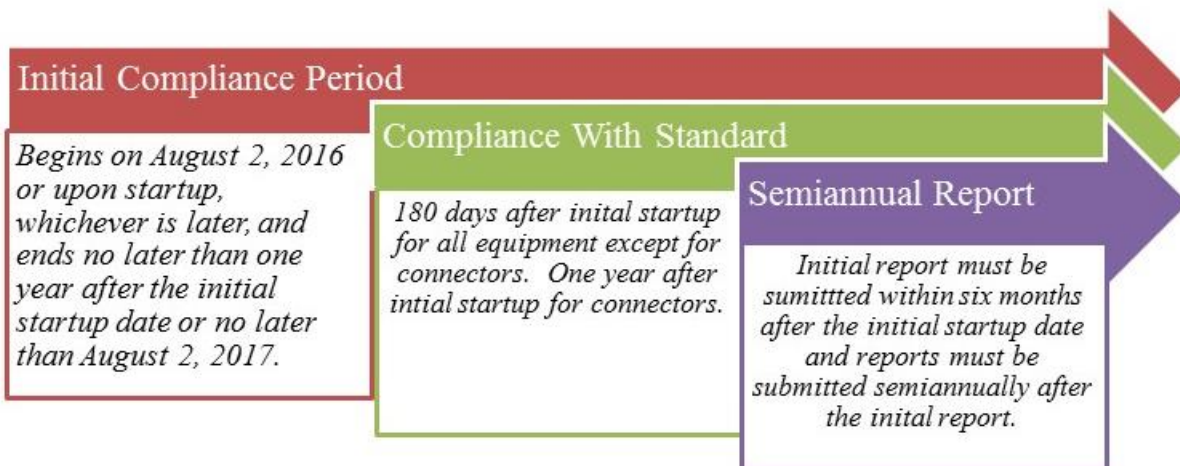 Initial Compliance Period
Begins on August 2, 2016
or upon startup,
whichever is later, and
ends no later than one
year after the initial
startup date or no later
than August 2, 2017.
Compliance With Standard
180 days after inital startup
for all equipment except for
connectors. One year after
intial startup for connectors.
Semiannual Report
Initial report must be
sumittted within six months
after the initial startup date
and reports must be
submitted semiannually after
the inital report.